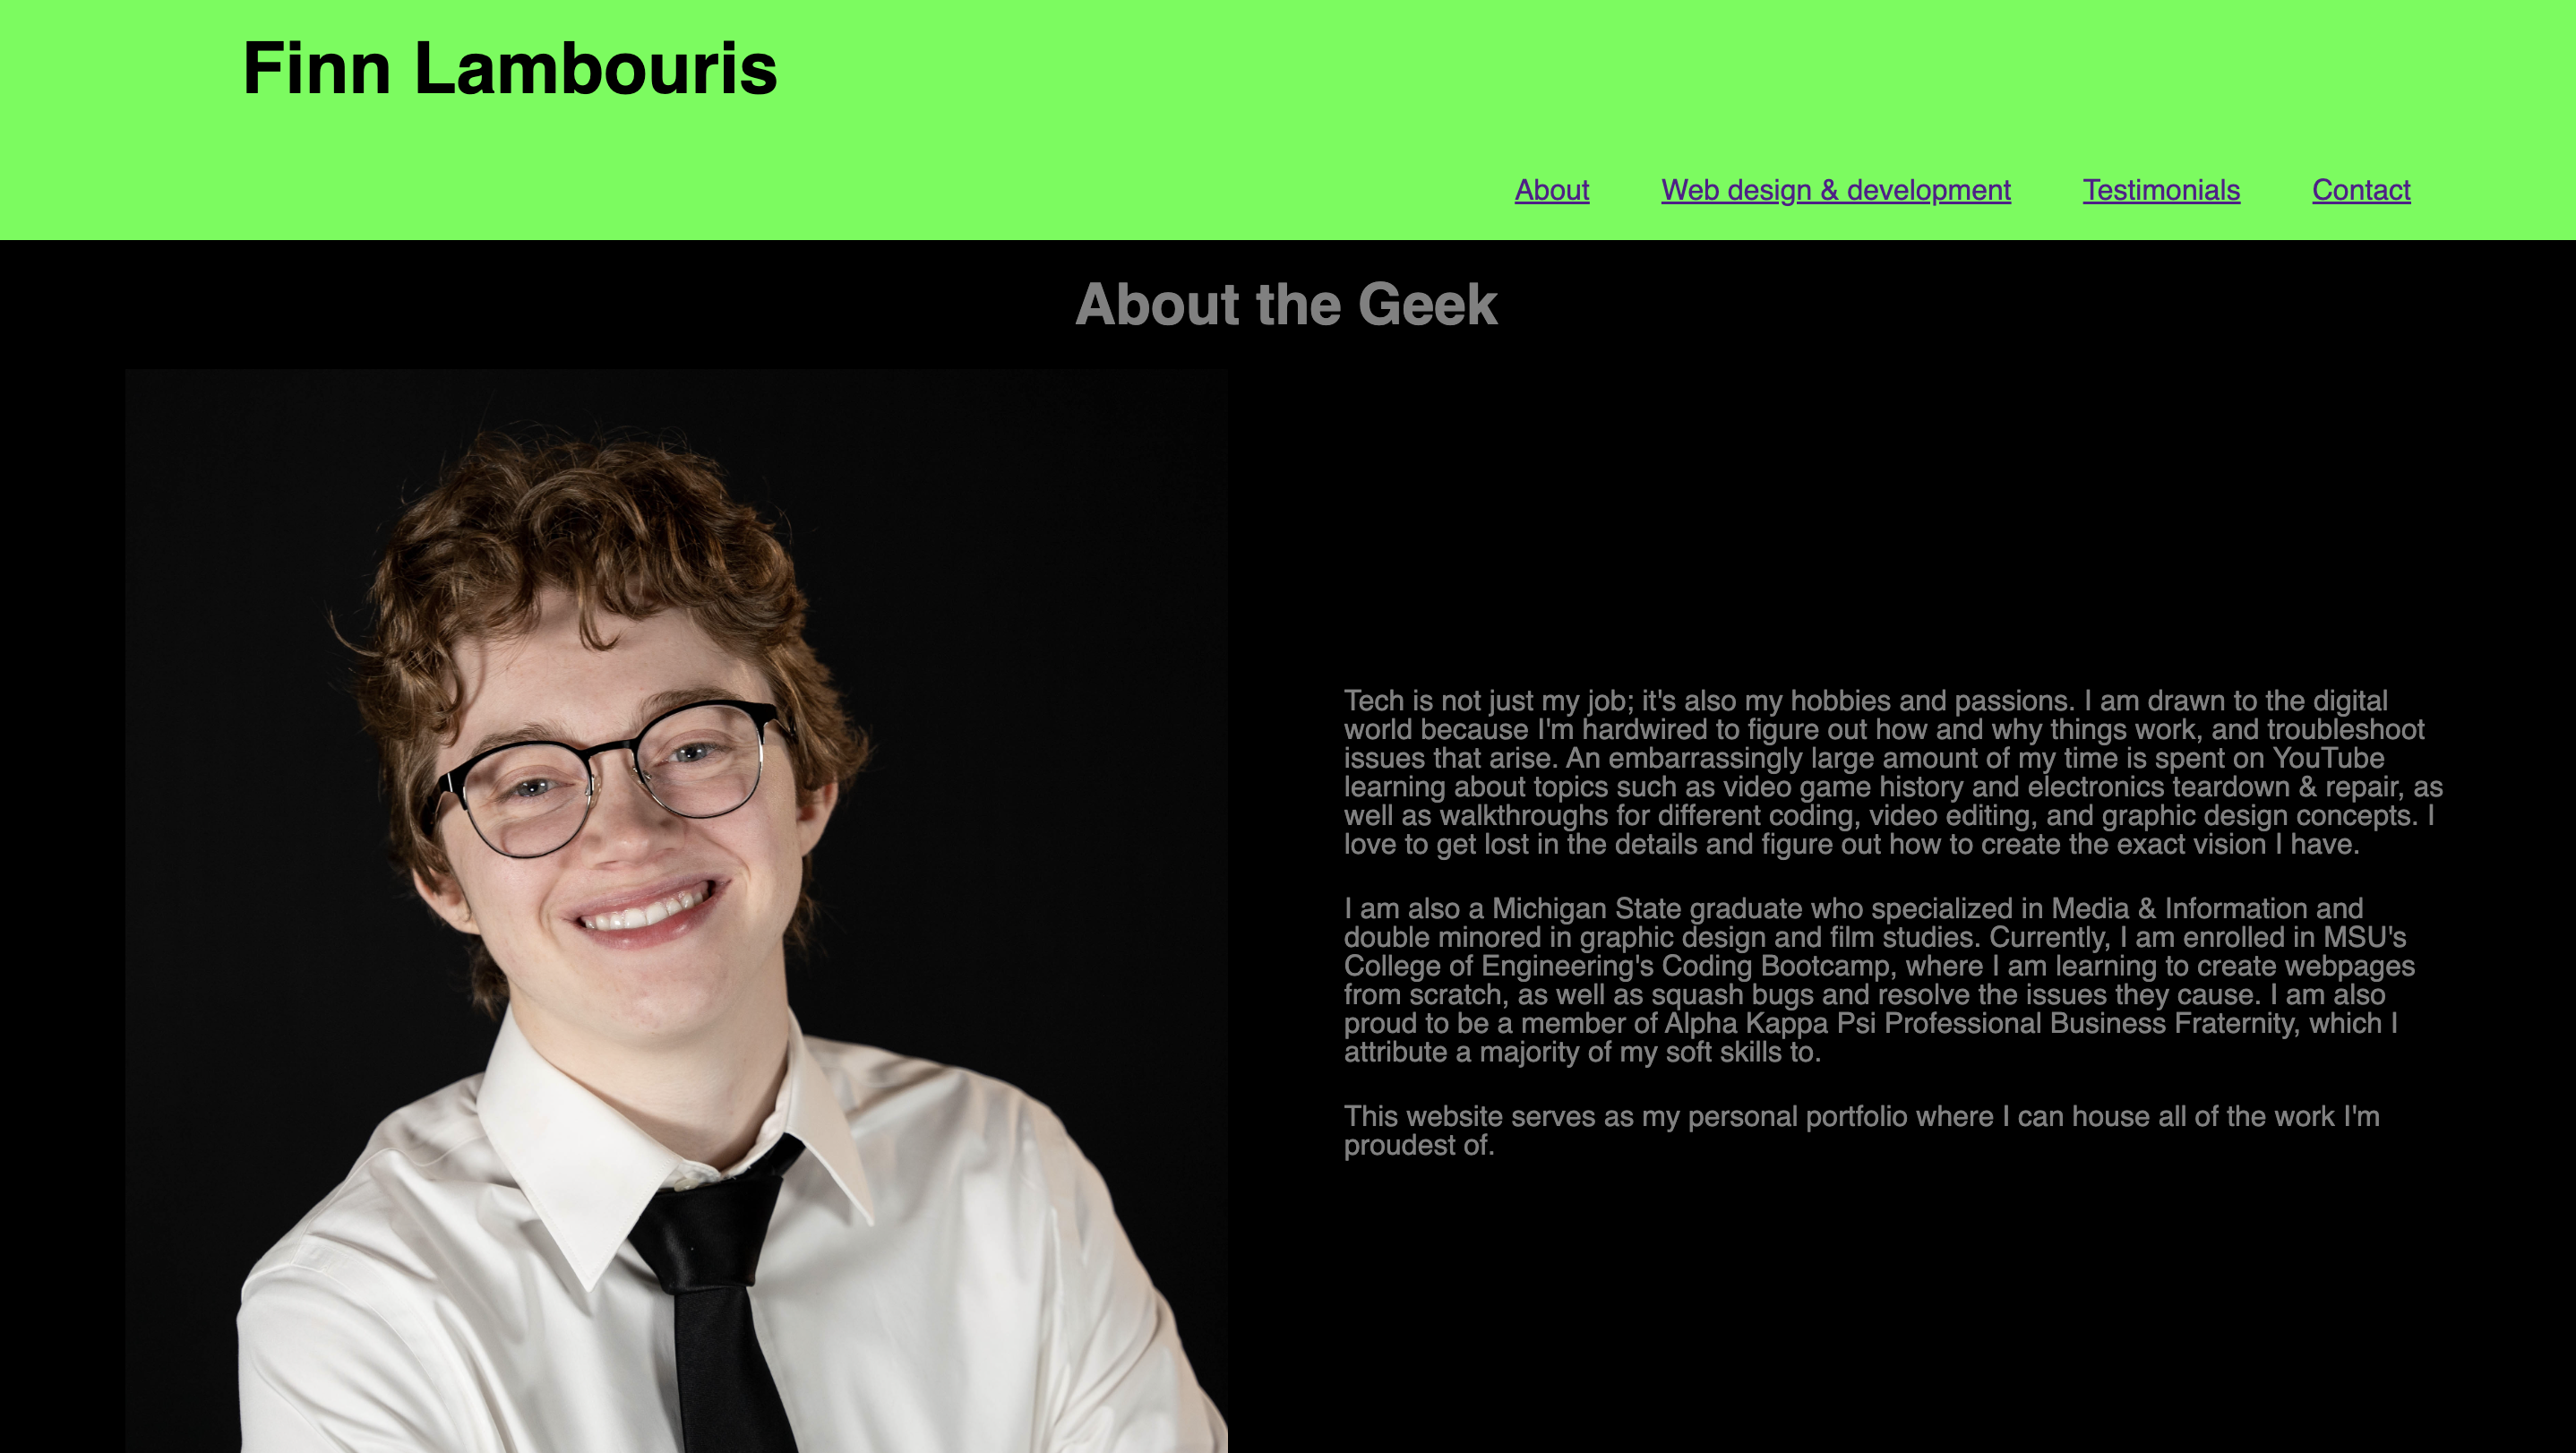 Finn Lambouris
About Web design & development Testimonials Contact
About the Geek
Tech is not just my job; it's also my hobbies and passions. I am drawn to the digital
world because I'm hardwired to figure out how and why things work, and troubleshoot
issues that arise. An embarrassingly large amount of my time is spent on YouTube
learning about topics such as video game history and electronics teardown & repair, as
well as walkthroughs for different coding, video editing, and graphic design concepts. I
love to get lost in the details and figure out how to create the exact vision I have.
I am also a Michigan State graduate who specialized in Media & Information and
double minored in graphic design and film studies. Currently, I am enrolled in MSU's
College of Engineering's Coding Bootcamp, where I am learning to create webpages
from scratch, as well as squash bugs and resolve the issues they cause. I am also
proud to be a member of Alpha Kappa Psi Professional Business Fraternity, which I
attribute a majority of my soft skills to.
This website serves as my personal portfolio where I can house all of the work I'm
proudest of.